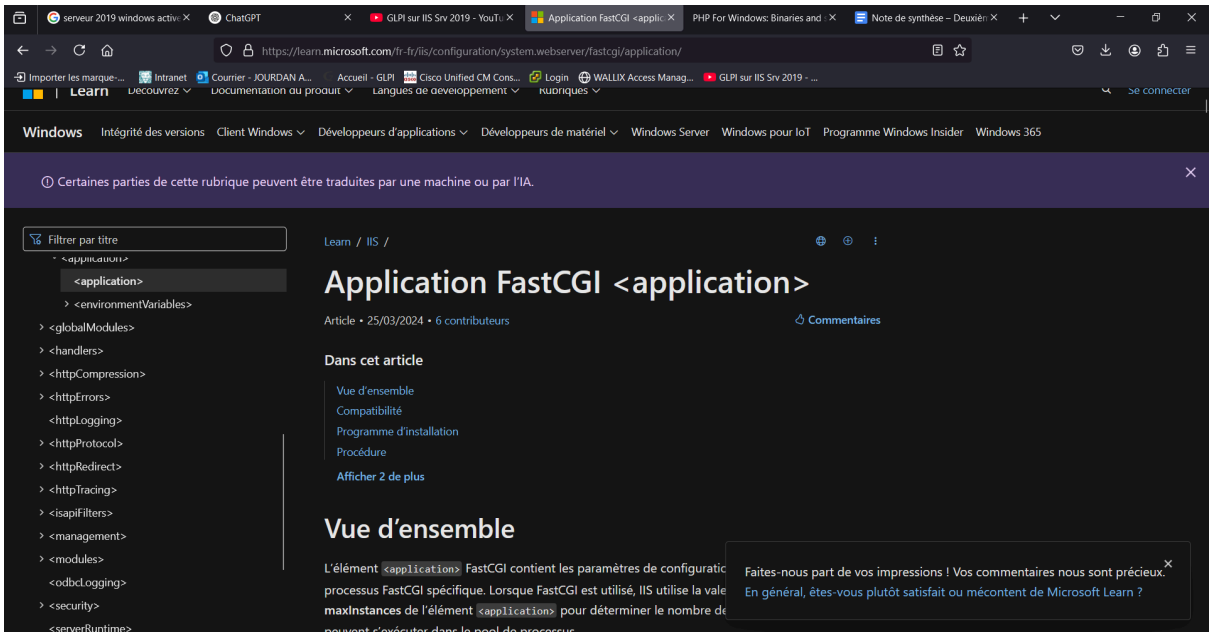 serveur 2019 windows active
ChatGPT
GLPI sur IIS Srv 2019 - YouTu
Application FastCGI <applic
PHP For Windows: Binaries and
Note de synthèse – Deuxièn
https://learn.microsoft.com/fr-fr/iis/configuration/system.webserver/fastcgi/application/
Importer les marque-...
Intranet
Courrier - JOURDAN A...
Accueil - GLPI
Cisco Unified CM Cons...
Login
WALLIX Access Manag...
GLPI sur IIS Srv 2019 - ...
Learn
Découvrez
Documentation du produit
Langues de développement
Rubriques
Se connecter
Windows
Intégrité des versions
Client Windows
Développeurs d'applications
Développeurs de matériel
Windows Server
Windows pour IoT
Programme Windows Insider
Windows 365
Certaines parties de cette rubrique peuvent être traduites par une machine ou par l'IA.
Filtrer par titre
<application>
<application>
<environmentVariables>
<globalModules>
<handlers>
<httpCompression>
<httpErrors>
<httpLogging>
<httpProtocol>
<httpRedirect>
<httpTracing>
<isapiFilters>
<management>
<modules>
<odbcLogging>
<security>
<serverRuntime>
Learn / IIS /
Application FastCGI <application>
Article • 25/03/2024 • 6 contributeurs
Commentaires
Dans cet article
Vue d'ensemble
Compatibilité
Programme d'installation
Procédure
Afficher 2 de plus
Vue d'ensemble
L'élément <application> FastCGI contient les paramètres de configuratic
processus FastCGI spécifique. Lorsque FastCGI est utilisé, IIS utilise la vale
maxInstances de l'élément <application> pour déterminer le nombre de
peuvent s'exécuter dans le pool de processus.
Faites-nous part de vos impressions ! Vos commentaires nous sont précieux.
En général, êtes-vous plutôt satisfait ou mécontent de Microsoft Learn ?